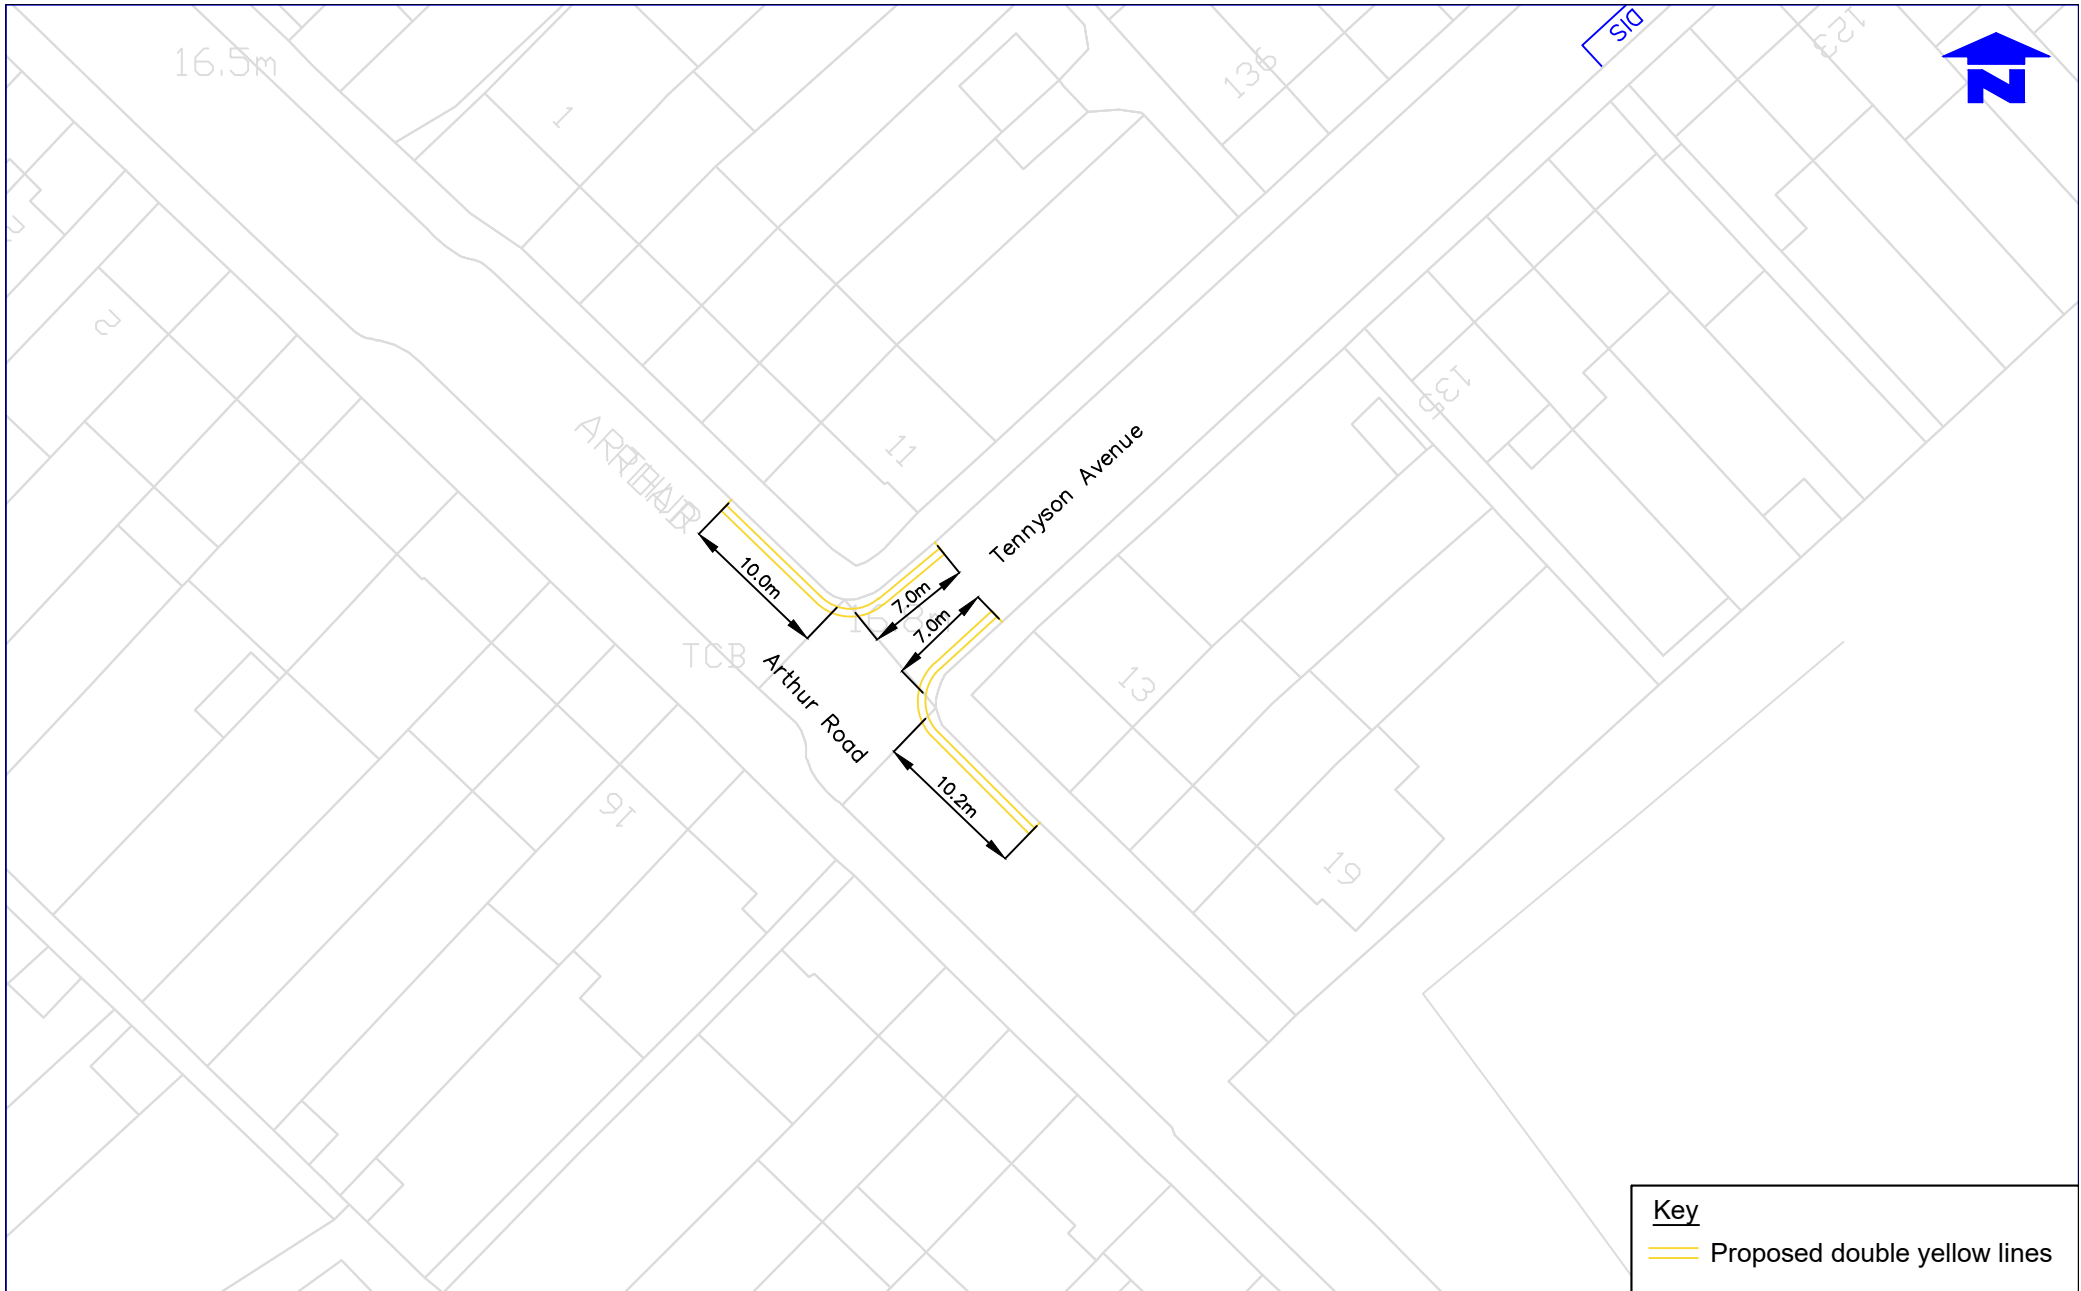 16.5m
1
136
DIS
123
N
2
135
11
Tennyson Avenue
ARTHUR
10.0m
7.0m
7.0m
TCB
Arthur Road
13
10.2m
16
19
Key
Proposed double yellow lines